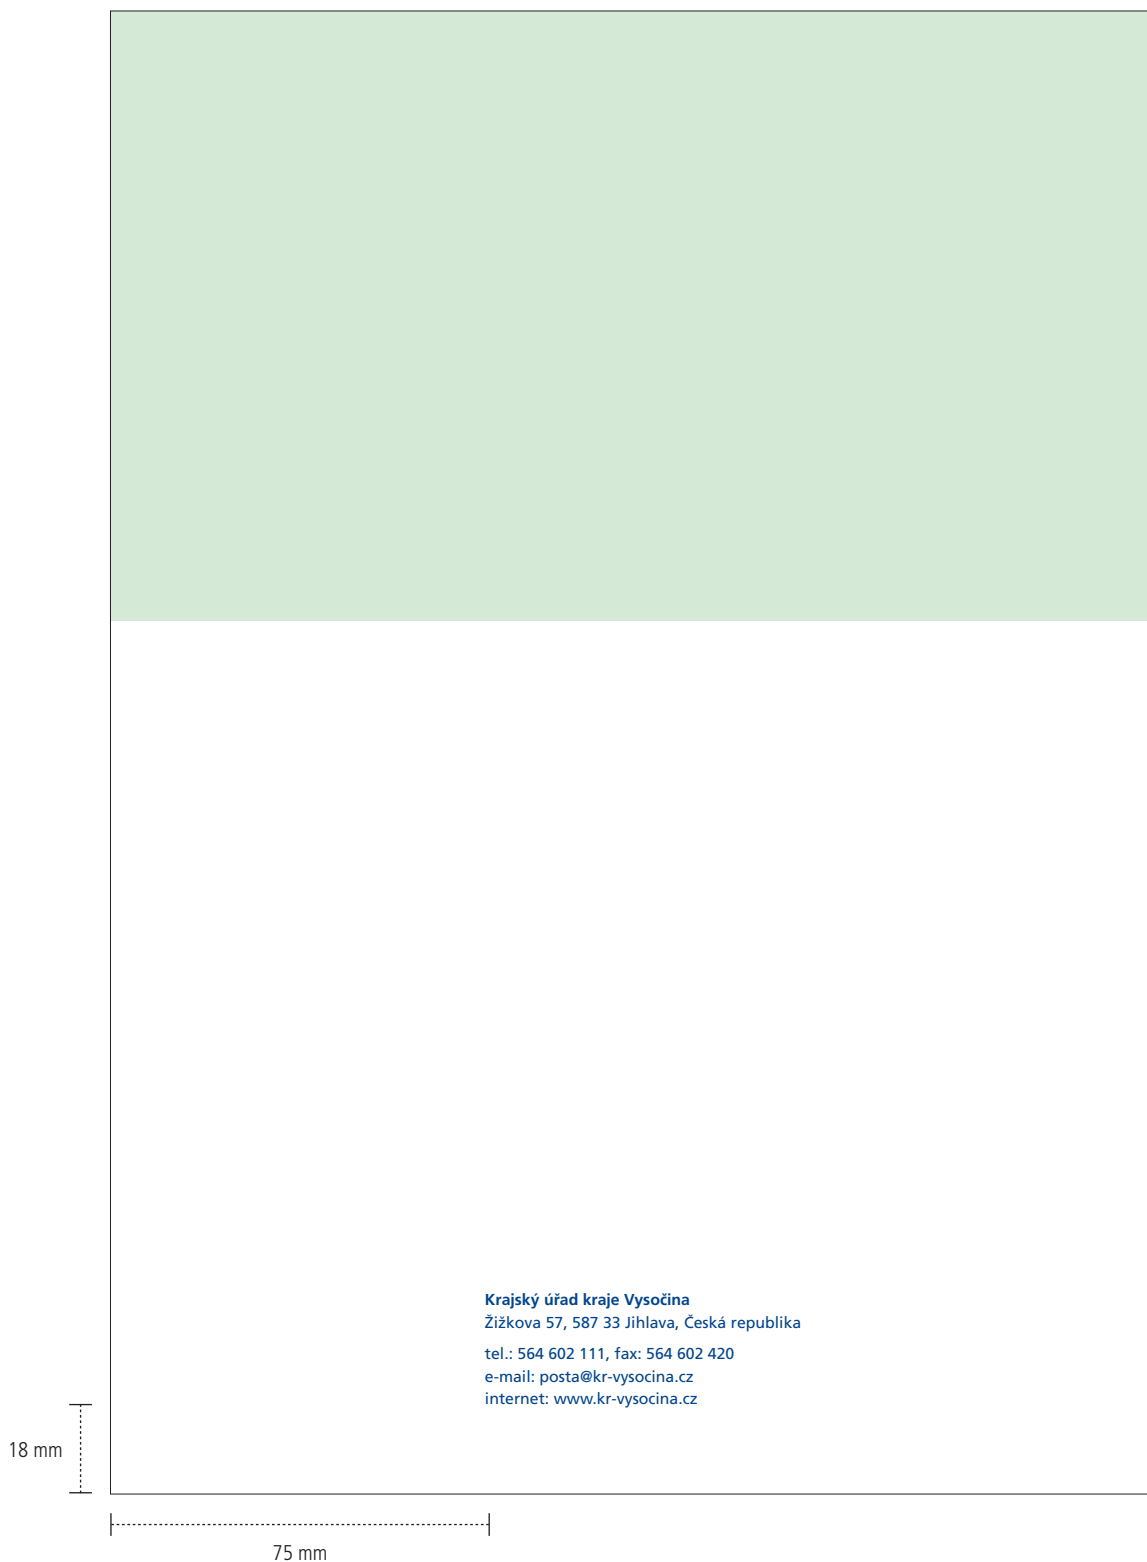 Krajský úřad kraje Vysočina
Žižkova 57, 587 33 Jihlava, Česká republika
tel.: 564 602 111, fax: 564 602 420
e-mail: posta@kr-vysocina.cz
internet: www.kr-vysocina.cz
18 mm
75 mm